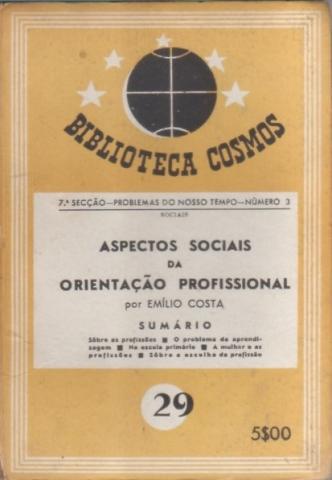 BIBLIOTECA COSMOS
7.ª SECÇÃO—PROBLEMAS DO NOSSO TEMPO—NÚMERO 3
SOCIAIS
ASPECTOS SOCIAIS
DA
ORIENTAÇÃO PROFISSIONAL
por EMÍLIO COSTA
SUMÁRIO
Sôbre as profissões ■ O problema da aprendi-
sagem ■ Na escola primária ■ A mulher e as
profissões ■ Sôbre a escolha da profissão
29
5$00